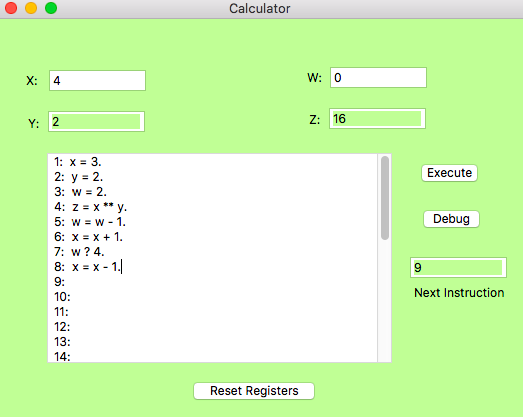 Calculator
X: 4 W: 0
Y: 2 Z: 16
1: x = 3.
2: y = 2.
3: w = 2.
4: z = x ** y.
5: w = w - 1.
6: x = x + 1.
7: w ? 4.
8: x = x - 1.
9:
10:
11:
12:
13:
14:
Execute
Debug
9
Next Instruction
Reset Registers